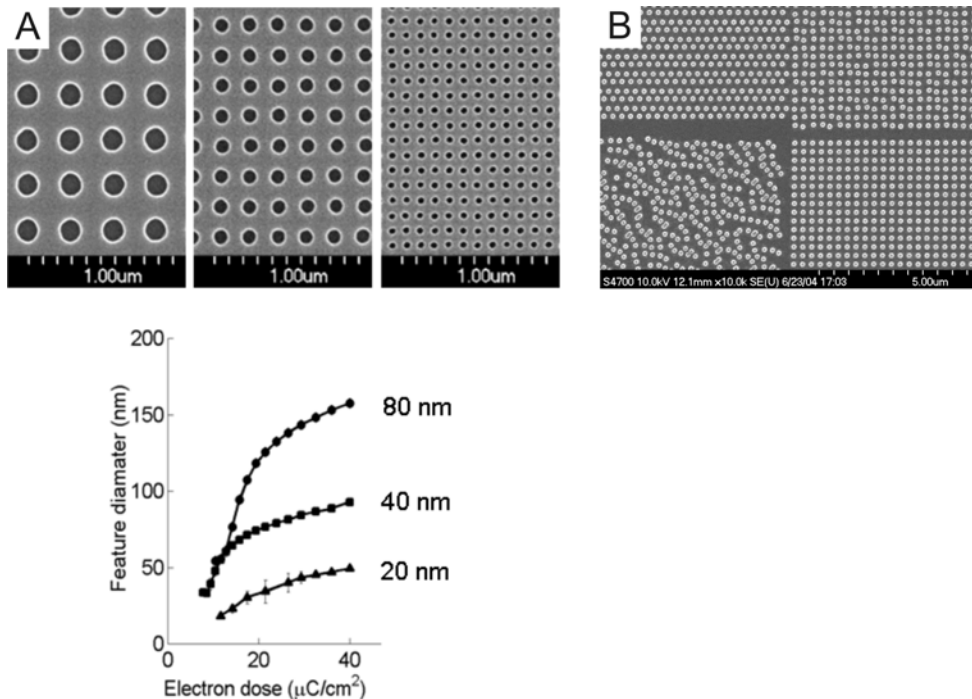 A
1.00um
1.00um
1.00um
B
S4700 10.0kV 12.1mm x10.0k SE(U) 6/23/04 17:03
5.00um
200
150
100
50
0
Feature diamater (nm)
80 nm
40 nm
20 nm
0
20
40
Electron dose (μC/cm²)